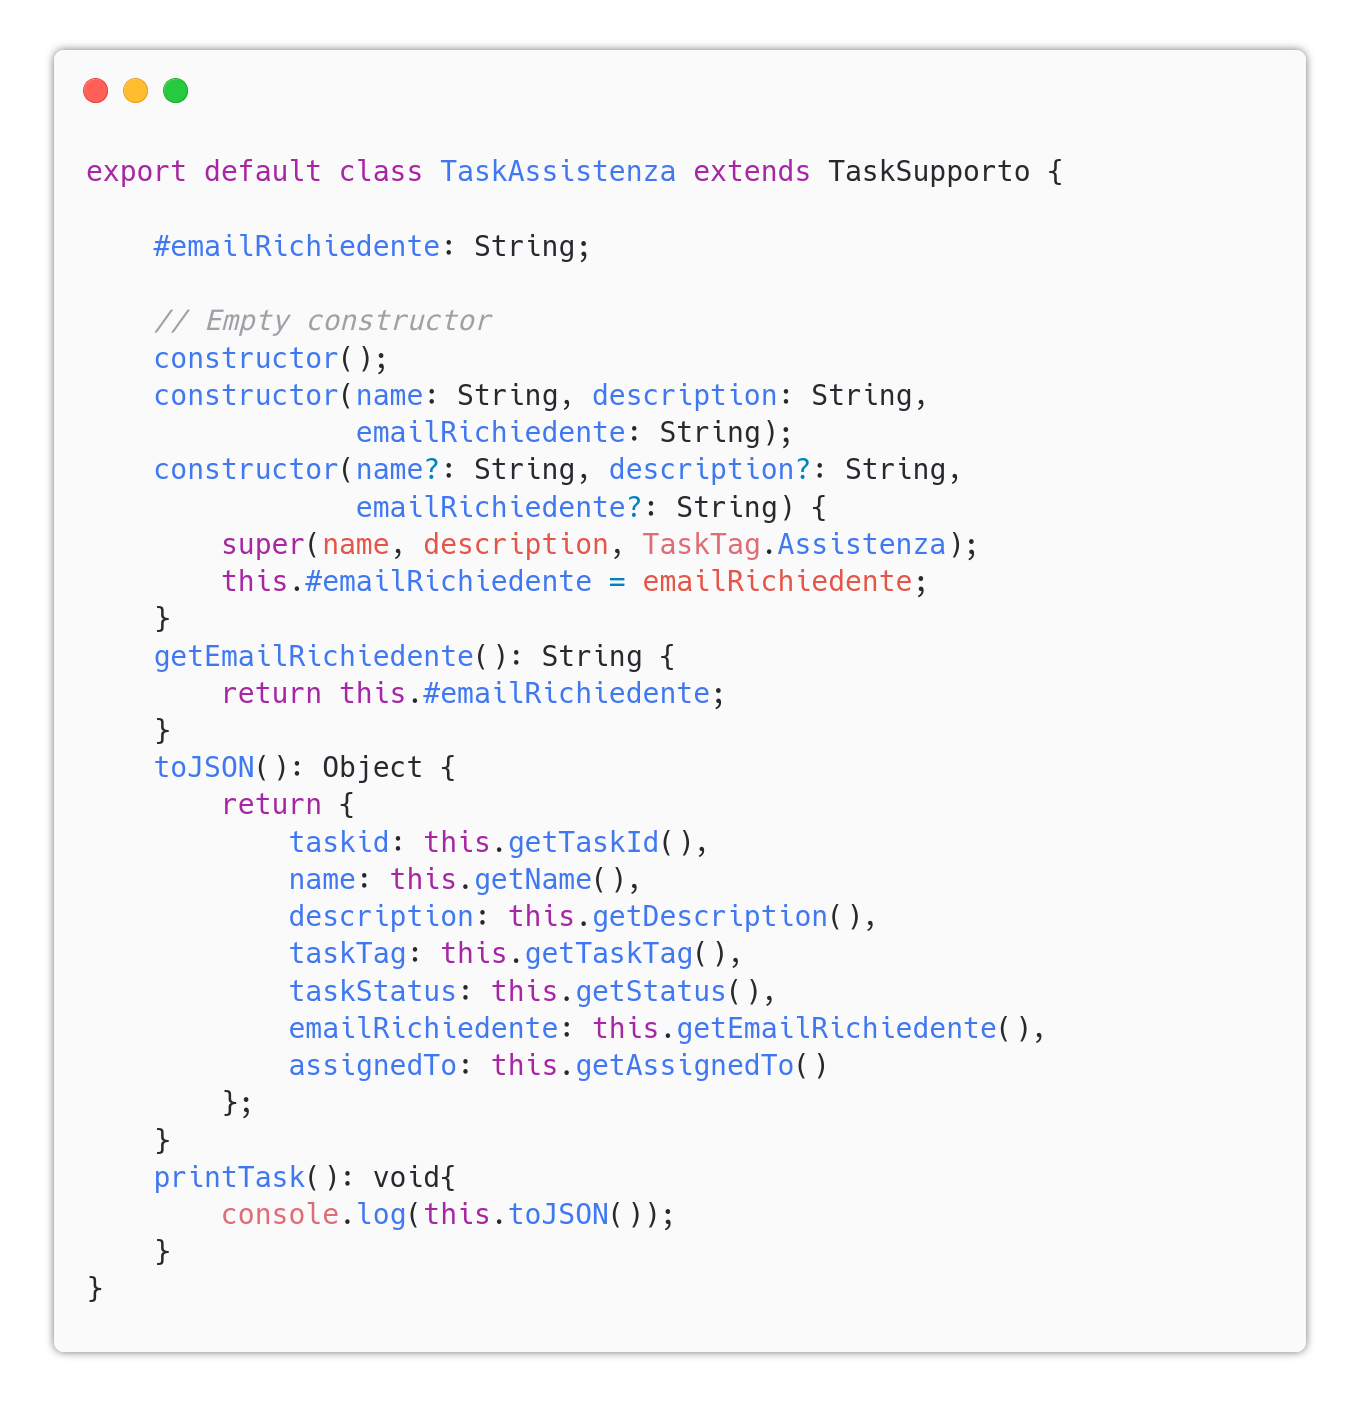 export default class TaskAssistenza extends TaskSupporto {

    #emailRichiedente: String;

    // Empty constructor
    constructor();
    constructor(name: String, description: String,
                emailRichiedente: String);
    constructor(name?: String, description?: String,
                emailRichiedente?: String) {
        super(name, description, TaskTag.Assistenza);
        this.#emailRichiedente = emailRichiedente;
    }
    getEmailRichiedente(): String {
        return this.#emailRichiedente;
    }
    toJSON(): Object {
        return {
            taskid: this.getTaskId(),
            name: this.getName(),
            description: this.getDescription(),
            taskTag: this.getTaskTag(),
            taskStatus: this.getStatus(),
            emailRichiedente: this.getEmailRichiedente(),
            assignedTo: this.getAssignedTo()
        };
    }
    printTask(): void{
        console.log(this.toJSON());
    }
}